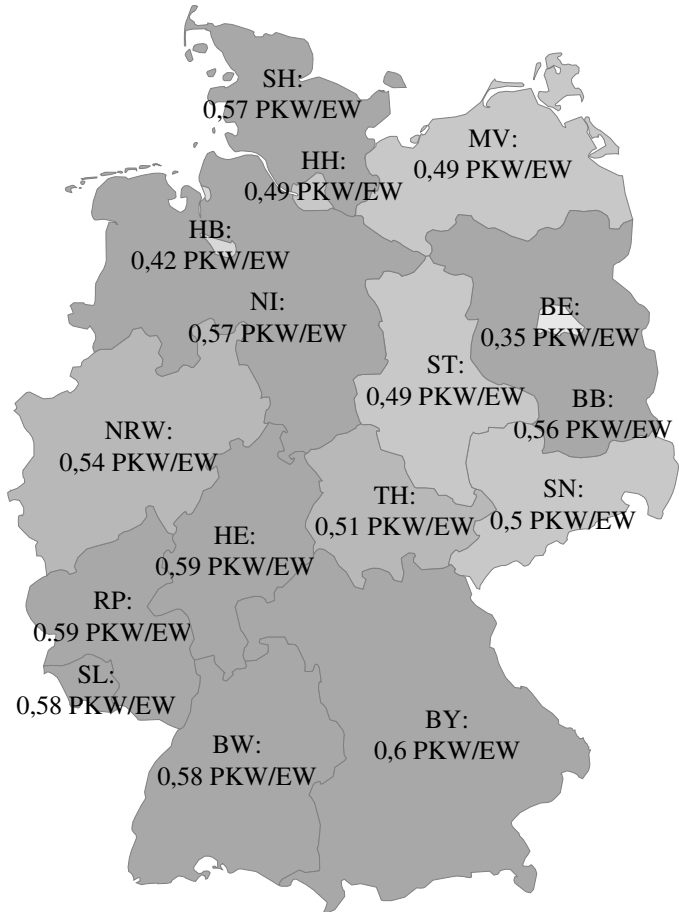 SH:
0,57 PKW/EW
MV:
0,49 PKW/EW
HH:
0,49 PKW/EW
HB:
0,42 PKW/EW
NI:
0,57 PKW/EW
BE:
0,35 PKW/EW
ST:
0,49 PKW/EW
BB:
0,56 PKW/EW
NRW:
0,54 PKW/EW
TH:
0,51 PKW/EW
SN:
0,5 PKW/EW
HE:
0,59 PKW/EW
RP:
0.59 PKW/EW
SL:
0,58 PKW/EW
BW:
0,58 PKW/EW
BY:
0,6 PKW/EW